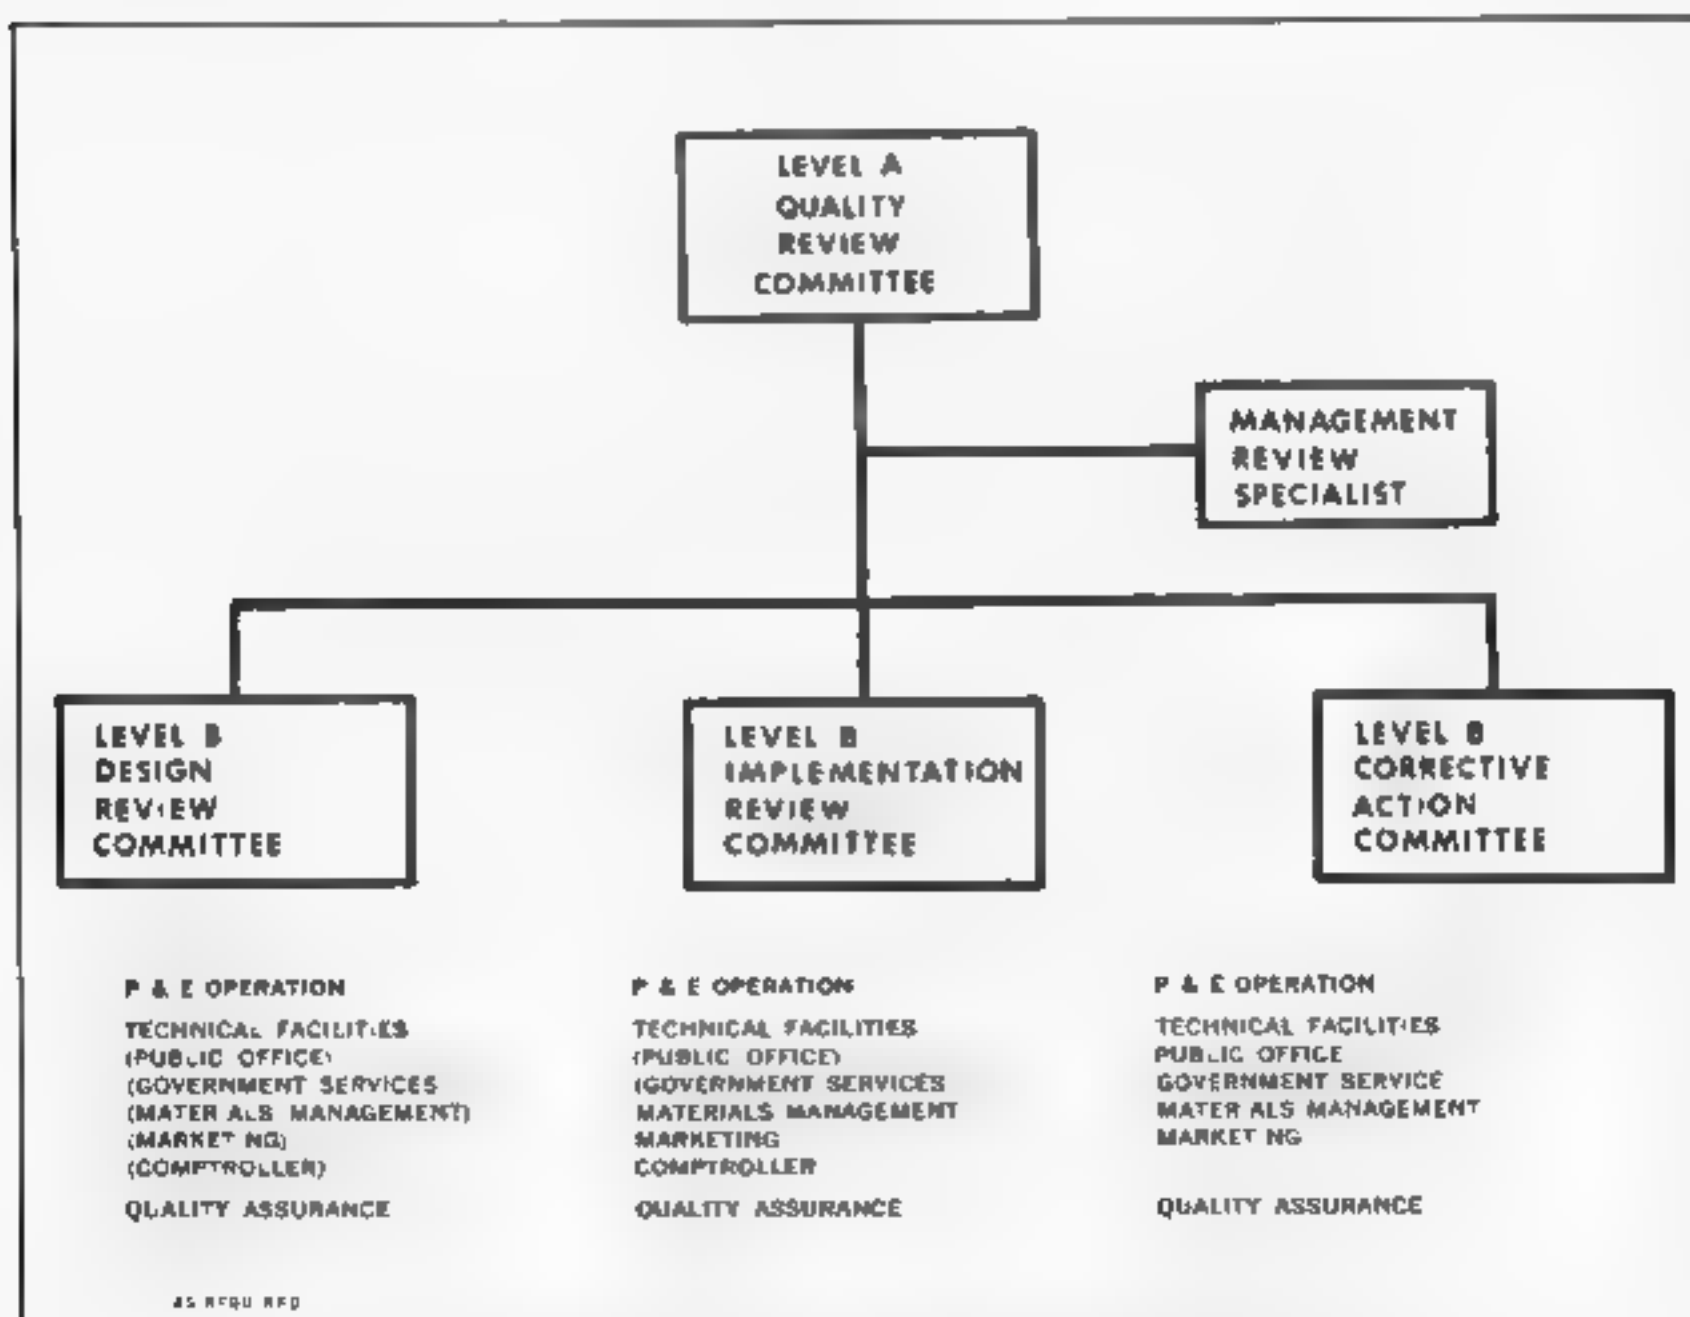 LEVEL A
QUALITY
REVIEW
COMMITTEE
MANAGEMENT
REVIEW
SPECIALIST
LEVEL B
DESIGN
REVIEW
COMMITTEE
LEVEL B
IMPLEMENTATION
REVIEW
COMMITTEE
LEVEL B
CORRECTIVE
ACTION
COMMITTEE
P & E OPERATION
TECHNICAL FACILITIES
(PUBLIC OFFICE)
(GOVERNMENT SERVICES
(MATERIALS MANAGEMENT)
(MARKETING)
(COMPTROLLER)
QUALITY ASSURANCE
P & E OPERATION
TECHNICAL FACILITIES
(PUBLIC OFFICE)
(GOVERNMENT SERVICES
MATERIALS MANAGEMENT
MARKETING
COMPTROLLER
QUALITY ASSURANCE
P & E OPERATION
TECHNICAL FACILITIES
PUBLIC OFFICE
GOVERNMENT SERVICE
MATERIALS MANAGEMENT
MARKETING
QUALITY ASSURANCE
AS REQUIRED